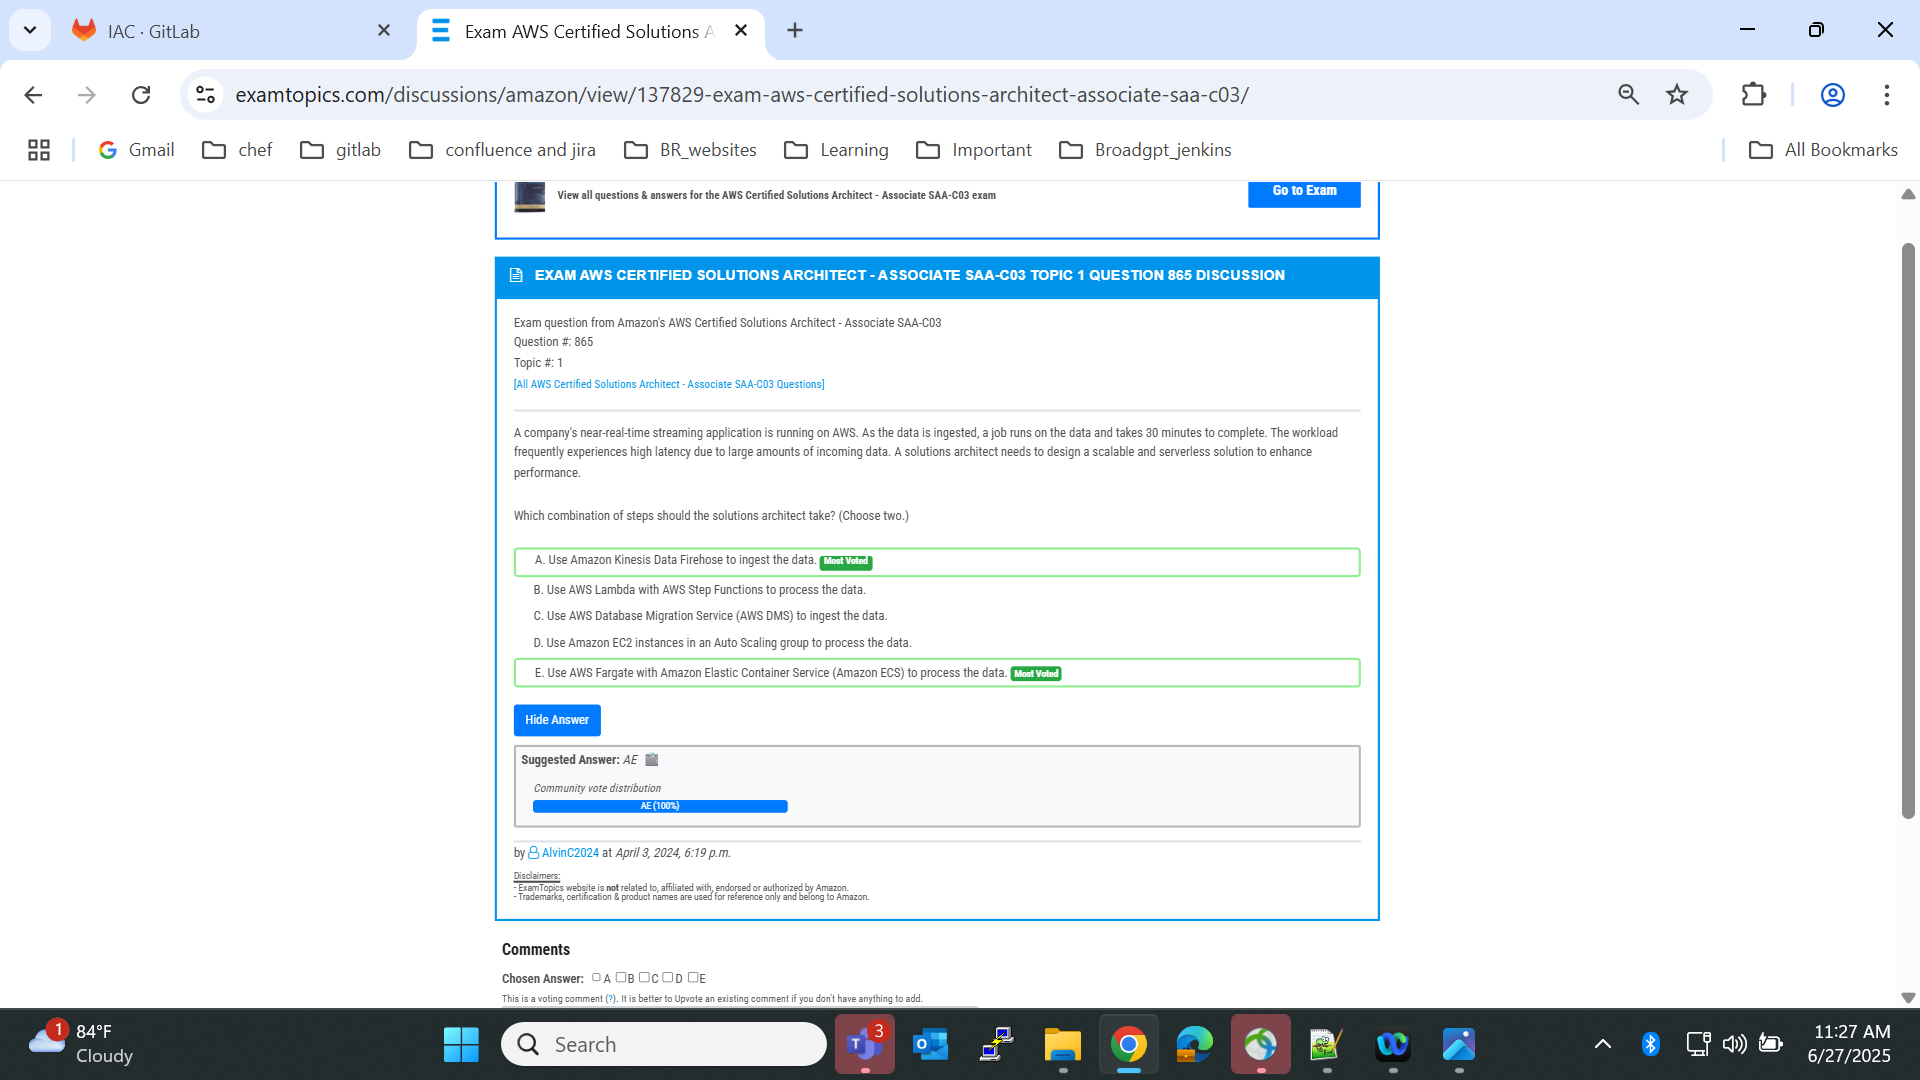 IAC · GitLab
Exam AWS Certified Solutions A
examtopics.com/discussions/amazon/view/137829-exam-aws-certified-solutions-architect-associate-saa-c03/
Gmail
chef
gitlab
confluence and jira
BR_websites
Learning
Important
Broadgpt_jenkins
All Bookmarks
View all questions & answers for the AWS Certified Solutions Architect - Associate SAA-C03 exam
Go to Exam
EXAM AWS CERTIFIED SOLUTIONS ARCHITECT - ASSOCIATE SAA-C03 TOPIC 1 QUESTION 865 DISCUSSION
Exam question from Amazon's AWS Certified Solutions Architect - Associate SAA-C03
Question #: 865
Topic #: 1
[All AWS Certified Solutions Architect - Associate SAA-C03 Questions]
A company's near-real-time streaming application is running on AWS. As the data is ingested, a job runs on the data and takes 30 minutes to complete. The workload
frequently experiences high latency due to large amounts of incoming data. A solutions architect needs to design a scalable and serverless solution to enhance
performance.
Which combination of steps should the solutions architect take? (Choose two.)
A. Use Amazon Kinesis Data Firehose to ingest the data. Most Voted
B. Use AWS Lambda with AWS Step Functions to process the data.
C. Use AWS Database Migration Service (AWS DMS) to ingest the data.
D. Use Amazon EC2 instances in an Auto Scaling group to process the data.
E. Use AWS Fargate with Amazon Elastic Container Service (Amazon ECS) to process the data. Most Voted
Hide Answer
Suggested Answer: AE
Community vote distribution
AE (100%)
by AlvinC2024 at April 3, 2024, 6:19 p.m.
Disclaimers:
- ExamTopics website is not related to, affiliated with, endorsed or authorized by Amazon.
- Trademarks, certification & product names are used for reference only and belong to Amazon.
Comments
Chosen Answer: A B C D E
This is a voting comment (?). It is better to Upvote an existing comment if you don't have anything to add.
1
84°F
Cloudy
Search
3
11:27 AM
6/27/2025